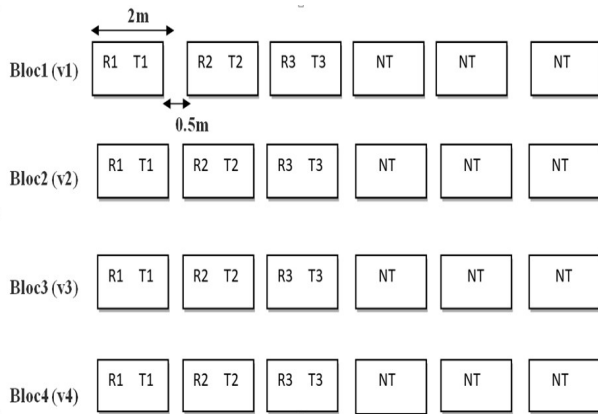 2m
Bloc1 (v1) R1 T1 R2 T2 R3 T3 NT NT NT
0.5m
Bloc2 (v2) R1 T1 R2 T2 R3 T3 NT NT NT
Bloc3 (v3) R1 T1 R2 T2 R3 T3 NT NT NT
Bloc4 (v4) R1 T1 R2 T2 R3 T3 NT NT NT